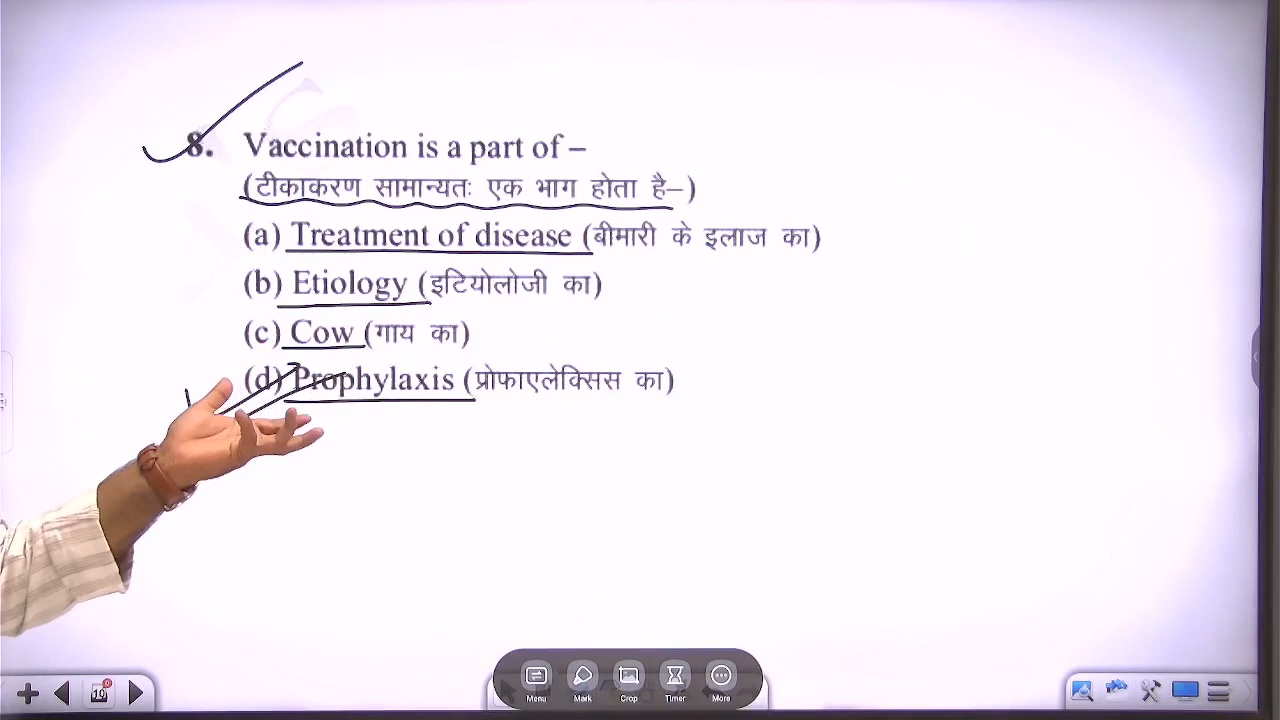 8. Vaccination is a part of –
(टीकाकरण सामान्यतः एक भाग होता है–)
(a) Treatment of disease (बीमारी के इलाज का)
(b) Etiology (इटियोलोजी का)
(c) Cow (गाय का)
(d) Prophylaxis (प्रोफाएलेक्सिस का)
Menu Mark Crop Timer More
10